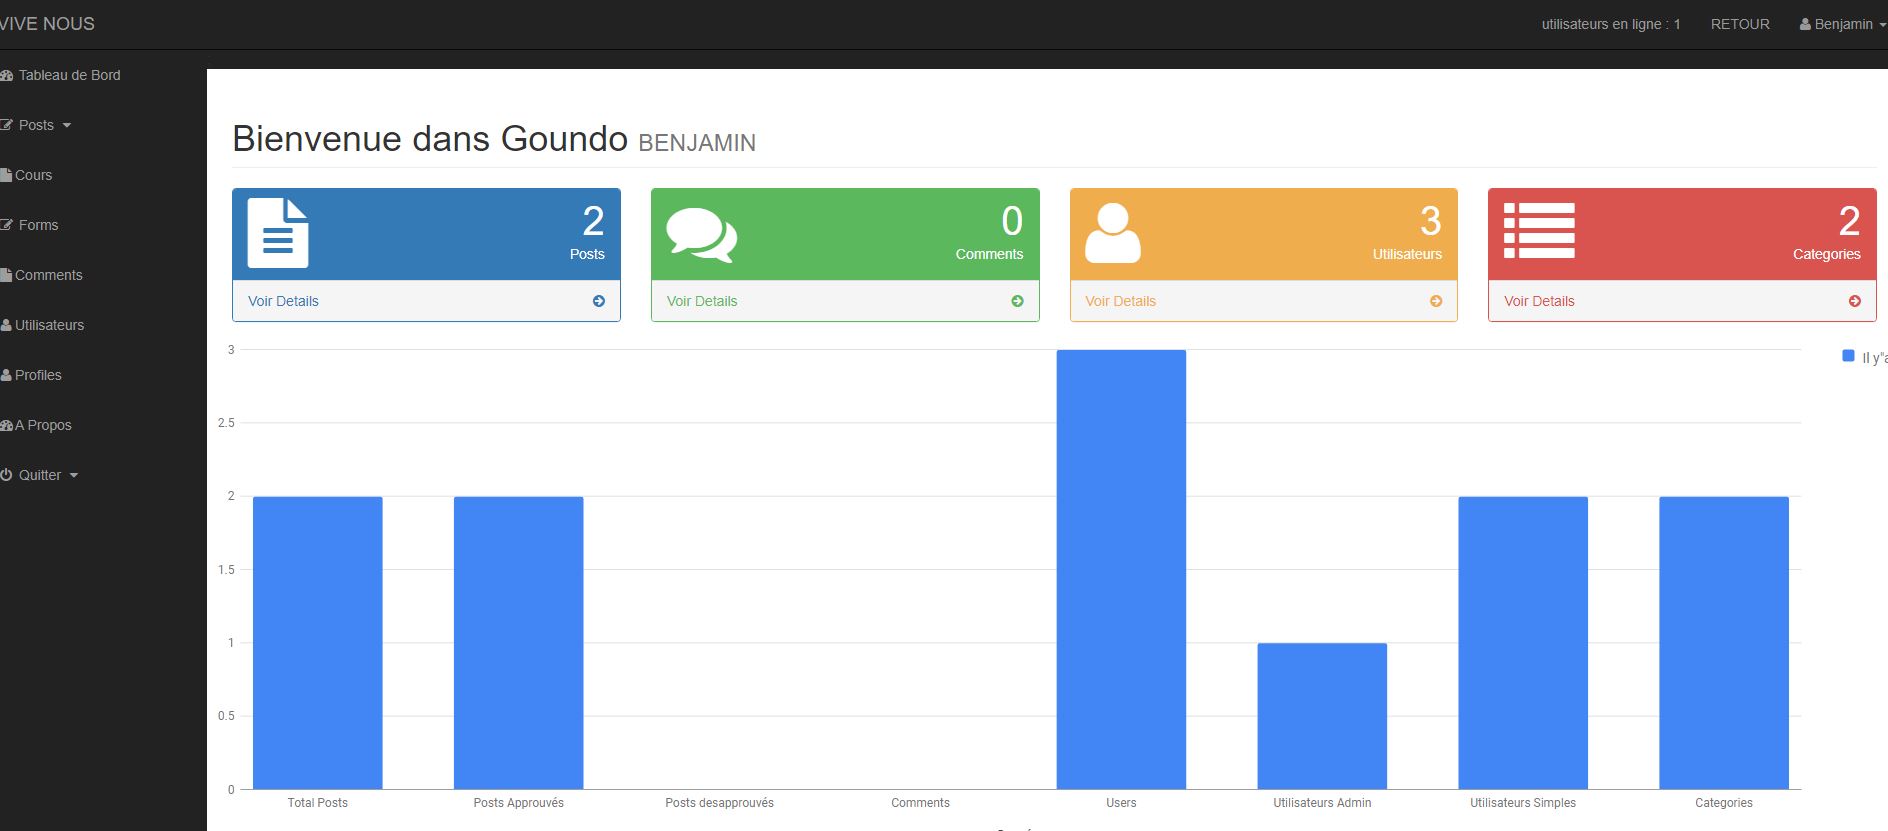 VIVE NOUS
utilisateurs en ligne : 1 RETOUR Benjamin
Tableau de Bord
Posts
Cours
Forms
Comments
Utilisateurs
Profiles
A Propos
Quitter
Bienvenue dans Goundo BENJAMIN
2
Posts
Voir Details
0
Comments
Voir Details
3
Utilisateurs
Voir Details
2
Categories
Voir Details
3
2.5
2
1.5
1
0.5
0
Il y"a
Total Posts Posts Approuvés Posts desapprouvés Comments Users Utilisateurs Admin Utilisateurs Simples Categories